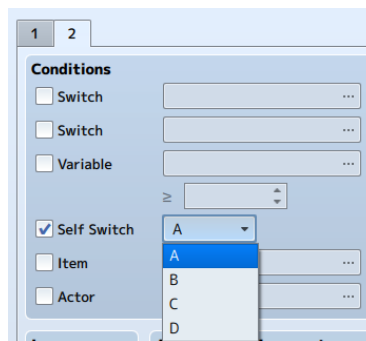 1 2
Conditions
Switch ...
Switch ...
Variable ...
≥
Self Switch A
A
Item ...
B
Actor ...
C
D